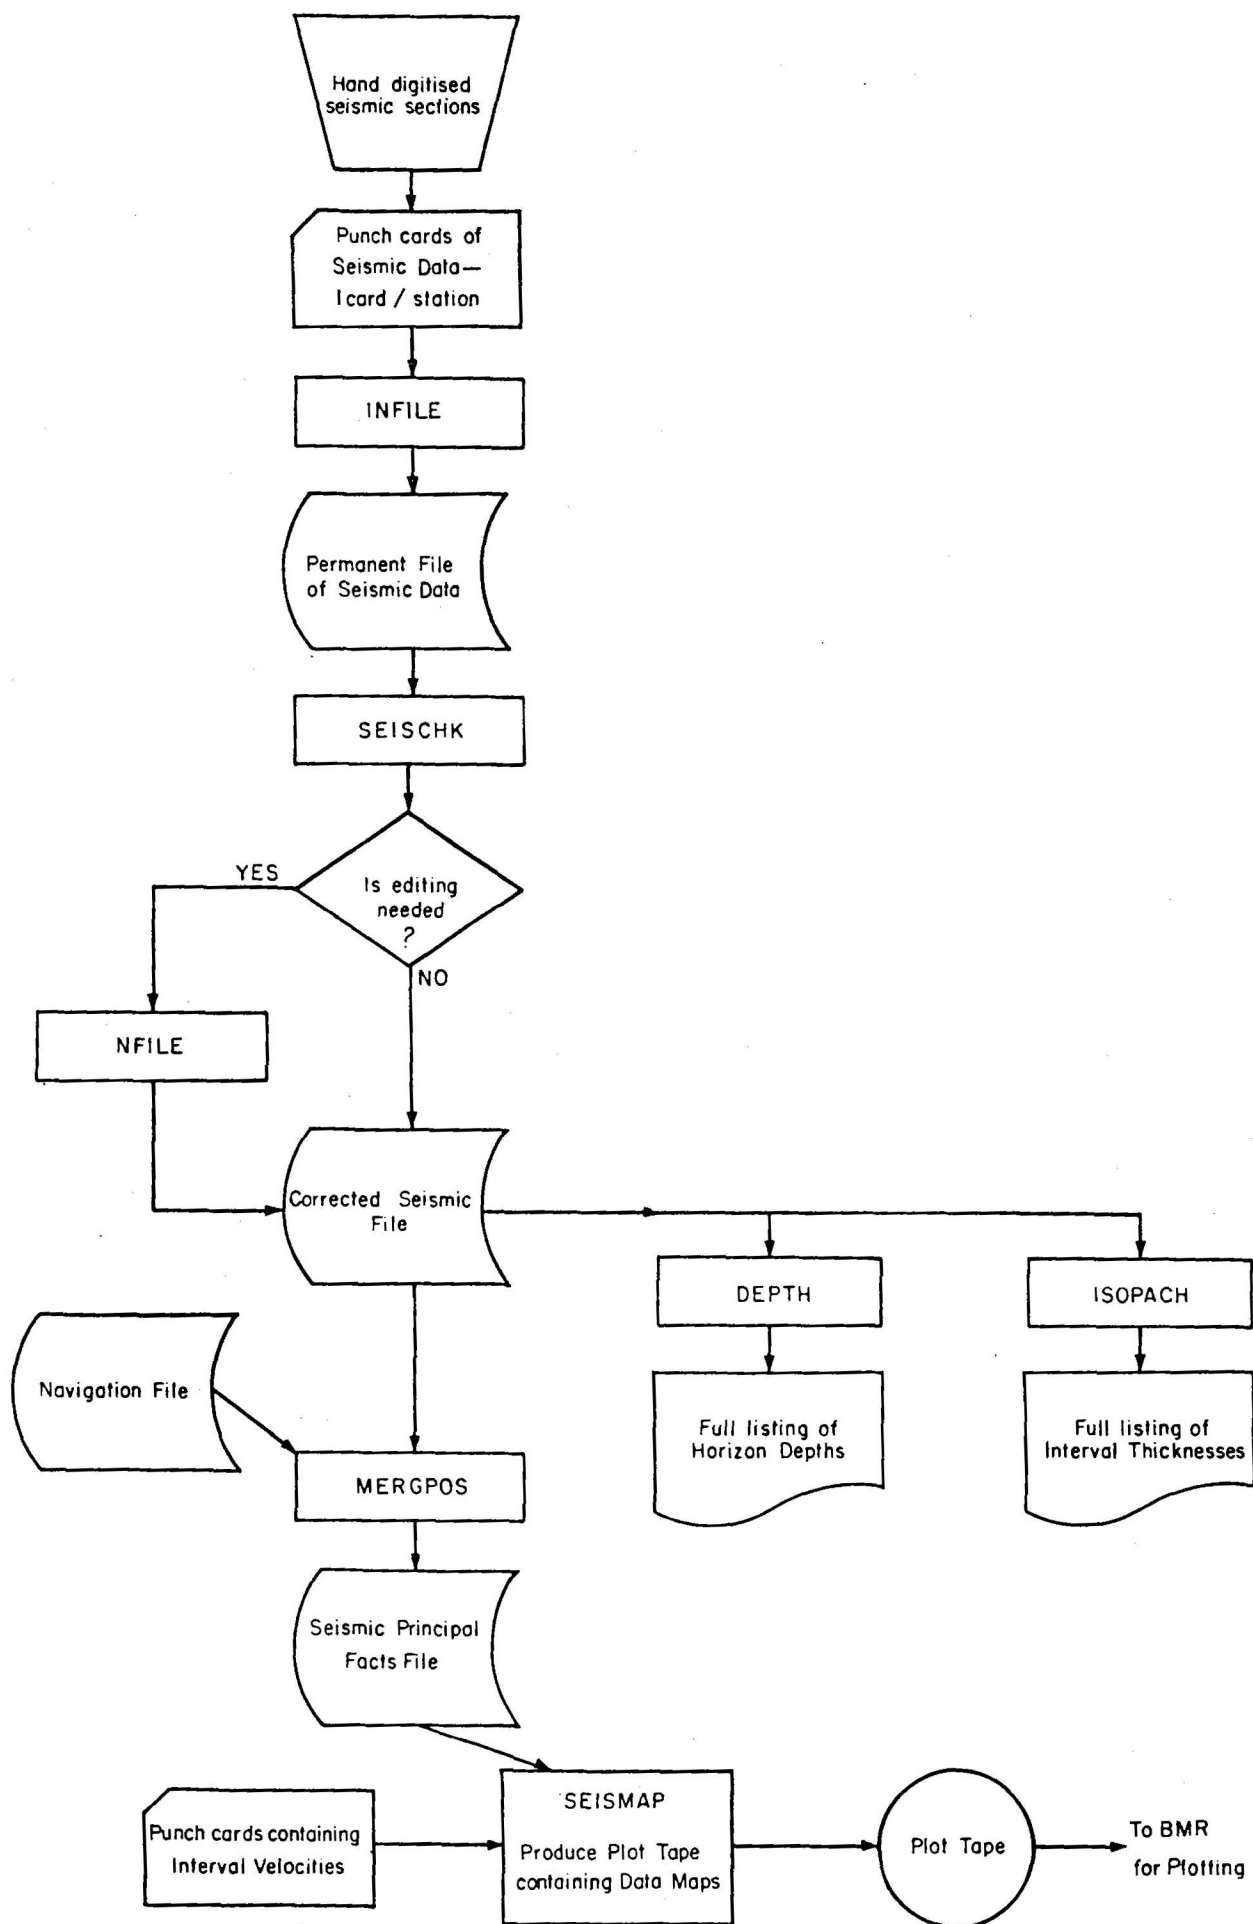 Hand digitised
seismic sections
Punch cards of
Seismic Data—
1card / station
INFILE
Permanent File
of Seismic Data
SEISCHK
YES
Is editing
needed
?
NO
NFILE
Corrected Seismic
File
DEPTH
ISOPACH
Navigation File
Full listing of
Horizon Depths
Full listing of
Interval Thicknesses
MERGPOS
Seismic Principal
Facts File
SEISMAP
Produce Plot Tape
containing Data Maps
Punch cards containing
Interval Velocities
Plot Tape
To BMR
for Plotting